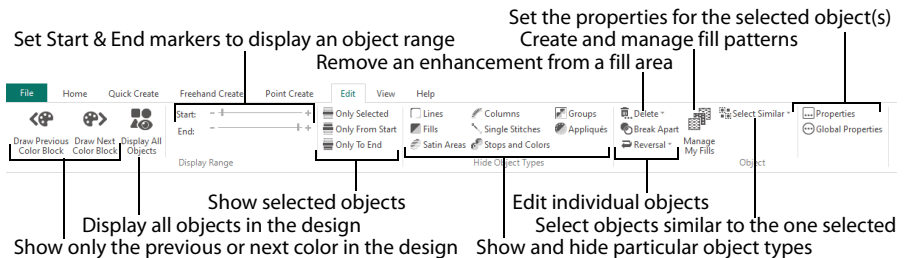 Set the properties for the selected object(s)
Set Start & End markers to display an object range
Create and manage fill patterns
Remove an enhancement from a fill area
File Home Quick Create Freehand Create Point Create Edit View Help
Start: - +
End: - +
Draw Previous Color Block
Draw Next Color Block
Display All Objects
Display Range
Only Selected
Only From Start
Only To End
Lines Columns Groups
Fills Single Stitches Appliqués
Satin Areas Stops and Colors
Hide Object Types
Delete
Break Apart
Reversal
Manage My Fills
Select Similar
Object
Properties
Global Properties
Show selected objects
Edit individual objects
Display all objects in the design
Select objects similar to the one selected
Show only the previous or next color in the design
Show and hide particular object types